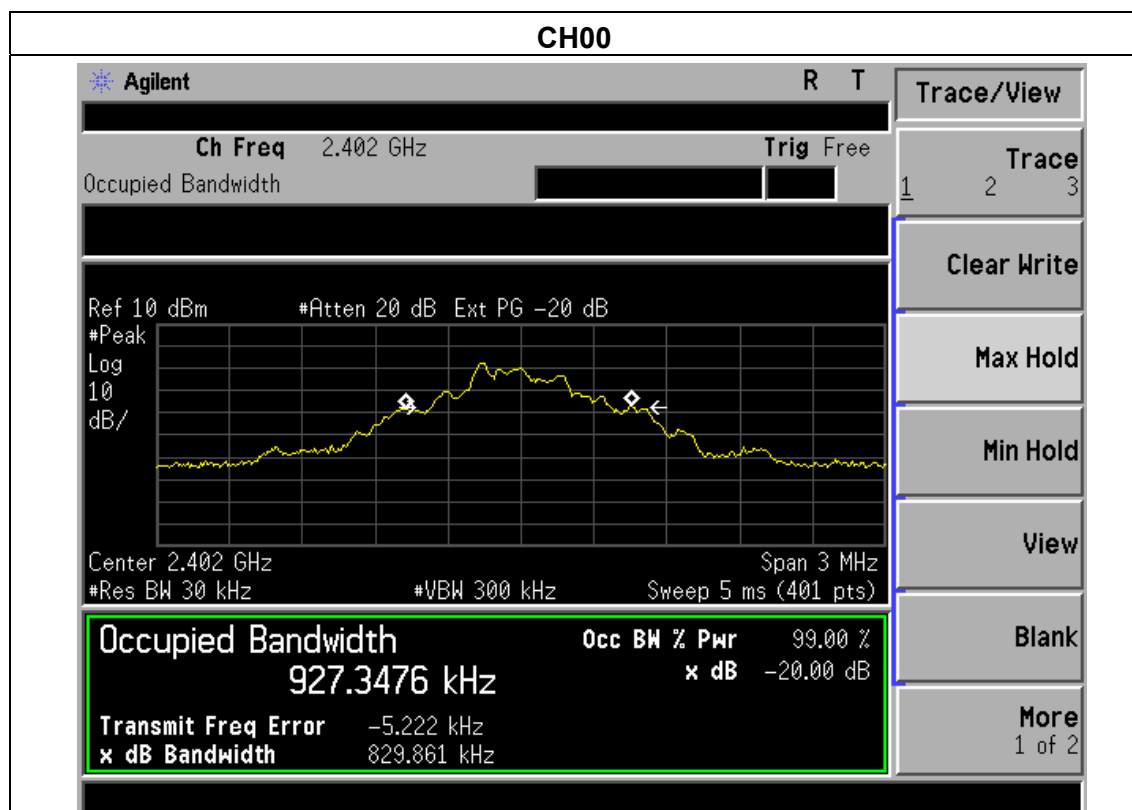 CH00
Agilent R T
Ch Freq 2.402 GHz Trig Free
Occupied Bandwidth
Ref 10 dBm #Atten 20 dB Ext PG -20 dB
#Peak
Log
10
dB/
Center 2.402 GHz Span 3 MHz
#Res BW 30 kHz #VBW 300 kHz Sweep 5 ms (401 pts)
Occupied Bandwidth
927.3476 kHz
Occ BW % Pwr 99.00 %
x dB -20.00 dB
Transmit Freq Error -5.222 kHz
x dB Bandwidth 829.861 kHz
Trace/View
Trace
1 2 3
Clear Write
Max Hold
Min Hold
View
Blank
More
1 of 2